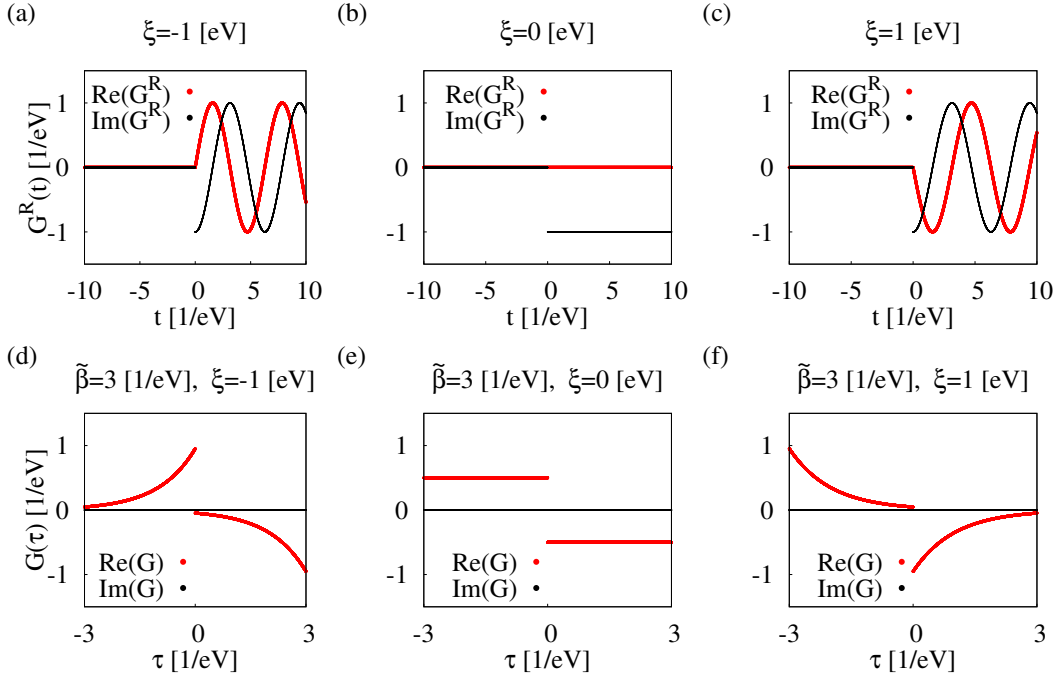 (a)
ξ=-1 [eV]
G^R(t) [1/eV]
1
0
-1
Re(G^R)
Im(G^R)
-10 -5 0 5 10
t [1/eV]
(b)
ξ=0 [eV]
1
0
-1
Re(G^R)
Im(G^R)
-10 -5 0 5 10
t [1/eV]
(c)
ξ=1 [eV]
1
0
-1
Re(G^R)
Im(G^R)
-10 -5 0 5 10
t [1/eV]
(d)
β̃=3 [1/eV], ξ=-1 [eV]
G(τ) [1/eV]
1
0
-1
Re(G)
Im(G)
-3 0 3
τ [1/eV]
(e)
β̃=3 [1/eV], ξ=0 [eV]
1
0
-1
Re(G)
Im(G)
-3 0 3
τ [1/eV]
(f)
β̃=3 [1/eV], ξ=1 [eV]
1
0
-1
Re(G)
Im(G)
-3 0 3
τ [1/eV]